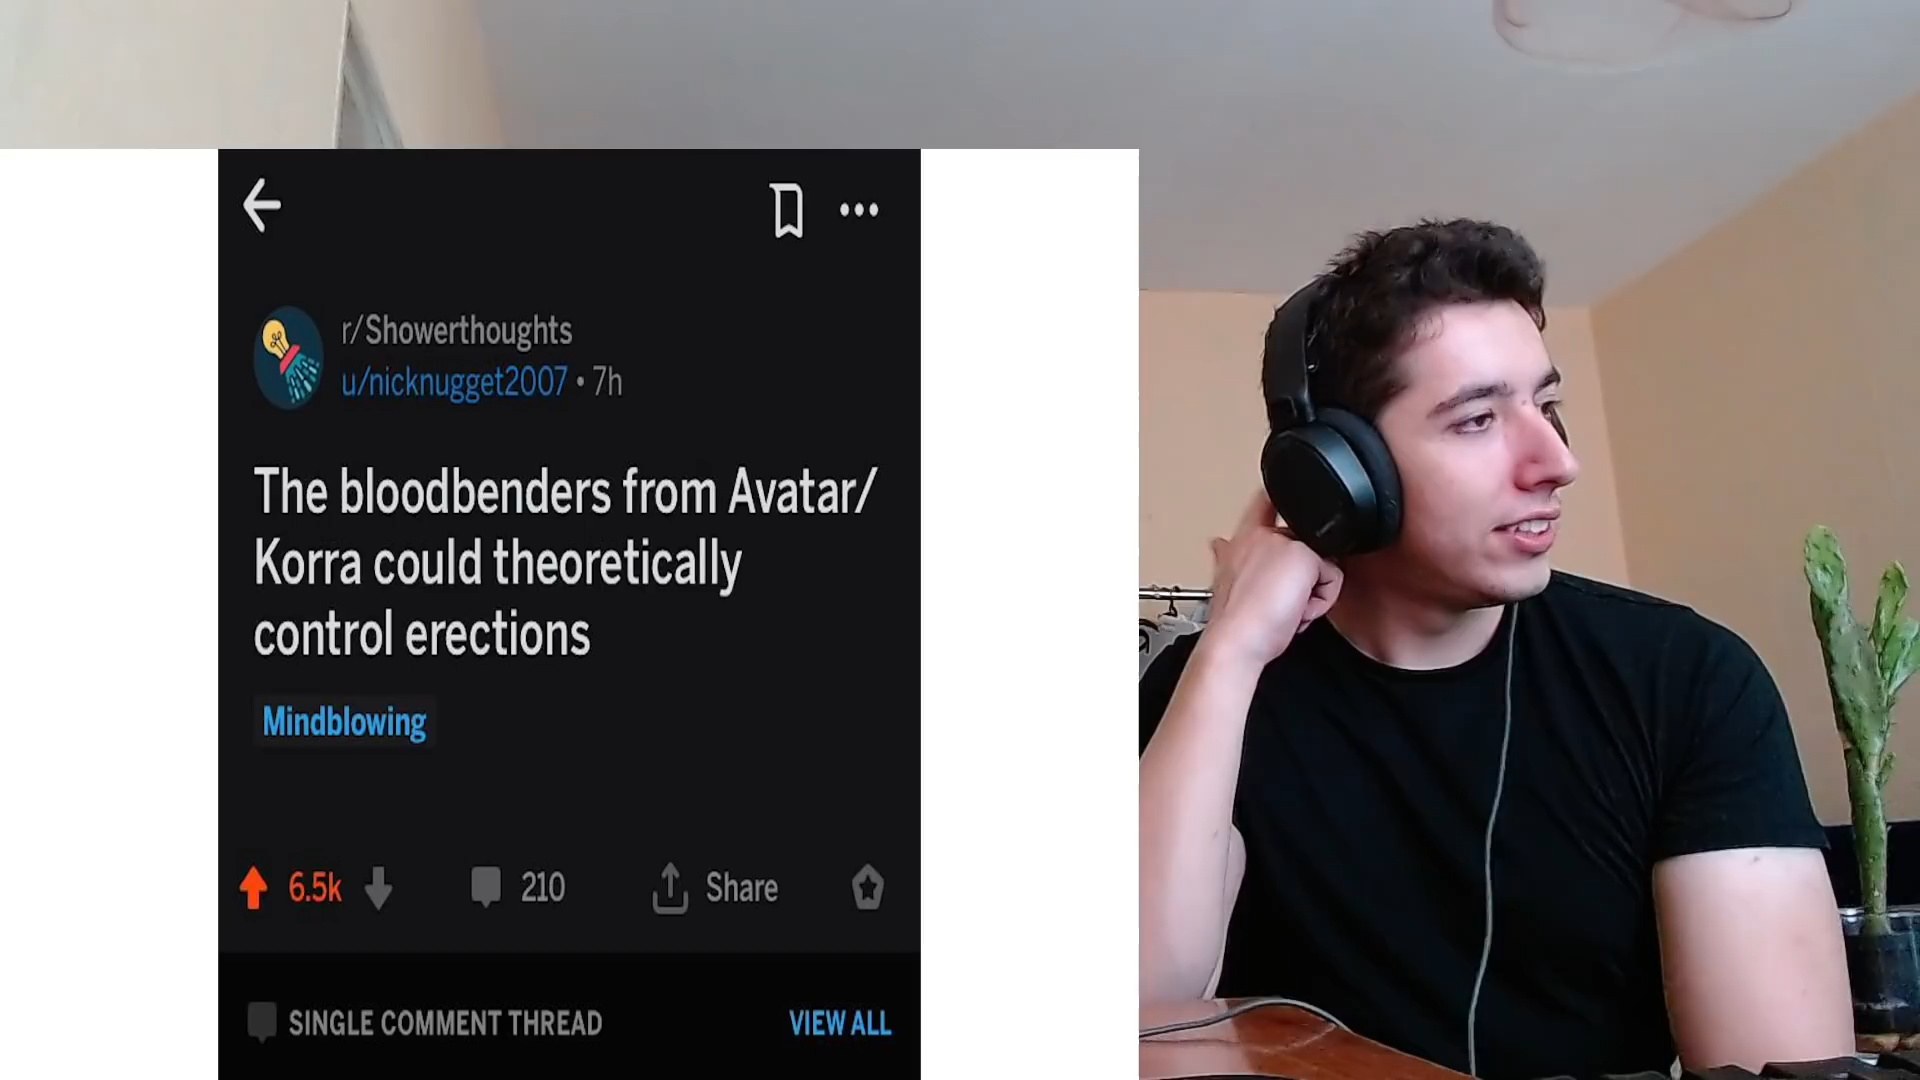 r/Showerthoughts
u/nicknugget2007 • 7h
The bloodbenders from Avatar/
Korra could theoretically
control erections
Mindblowing
6.5k
210
Share
SINGLE COMMENT THREAD
VIEW ALL